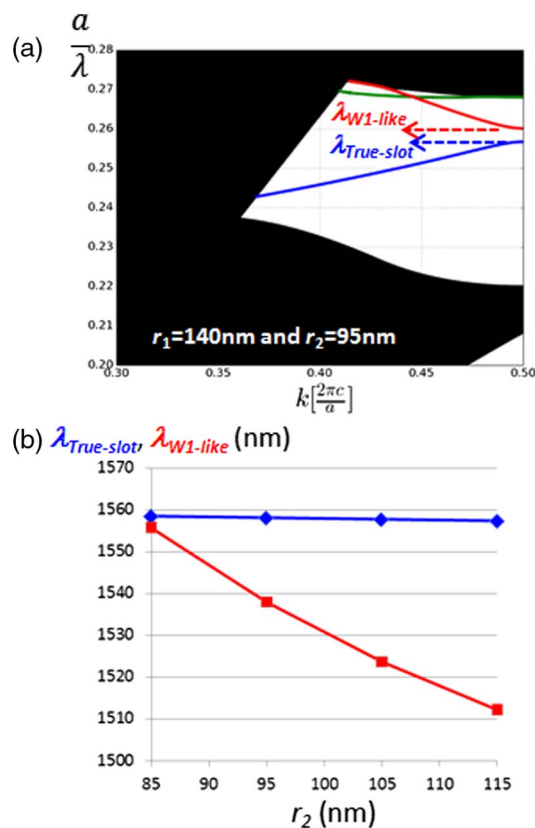 (a)
a
λ
0.28
0.27
0.26
0.25
0.24
0.23
0.22
0.21
0.20
λW1-like
λTrue-slot
r1=140nm and r2=95nm
0.30 0.35 0.40 0.45 0.50
k[2πc/a]
(b) λTrue-slot, λW1-like (nm)
1570
1560
1550
1540
1530
1520
1510
1500
85 90 95 100 105 110 115
r2 (nm)